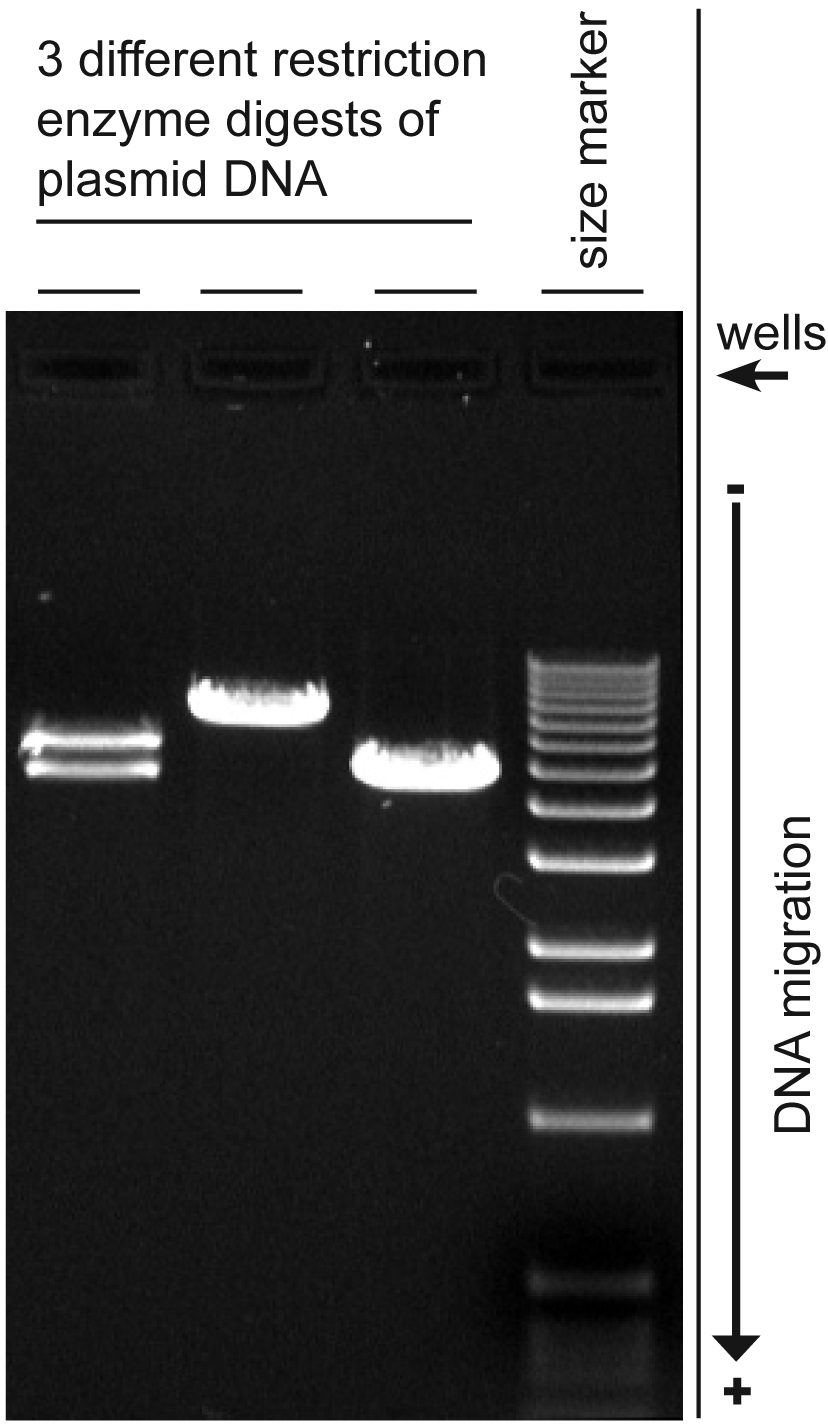 3 different restriction
enzyme digests of
plasmid DNA
size marker
wells
-
DNA migration
+